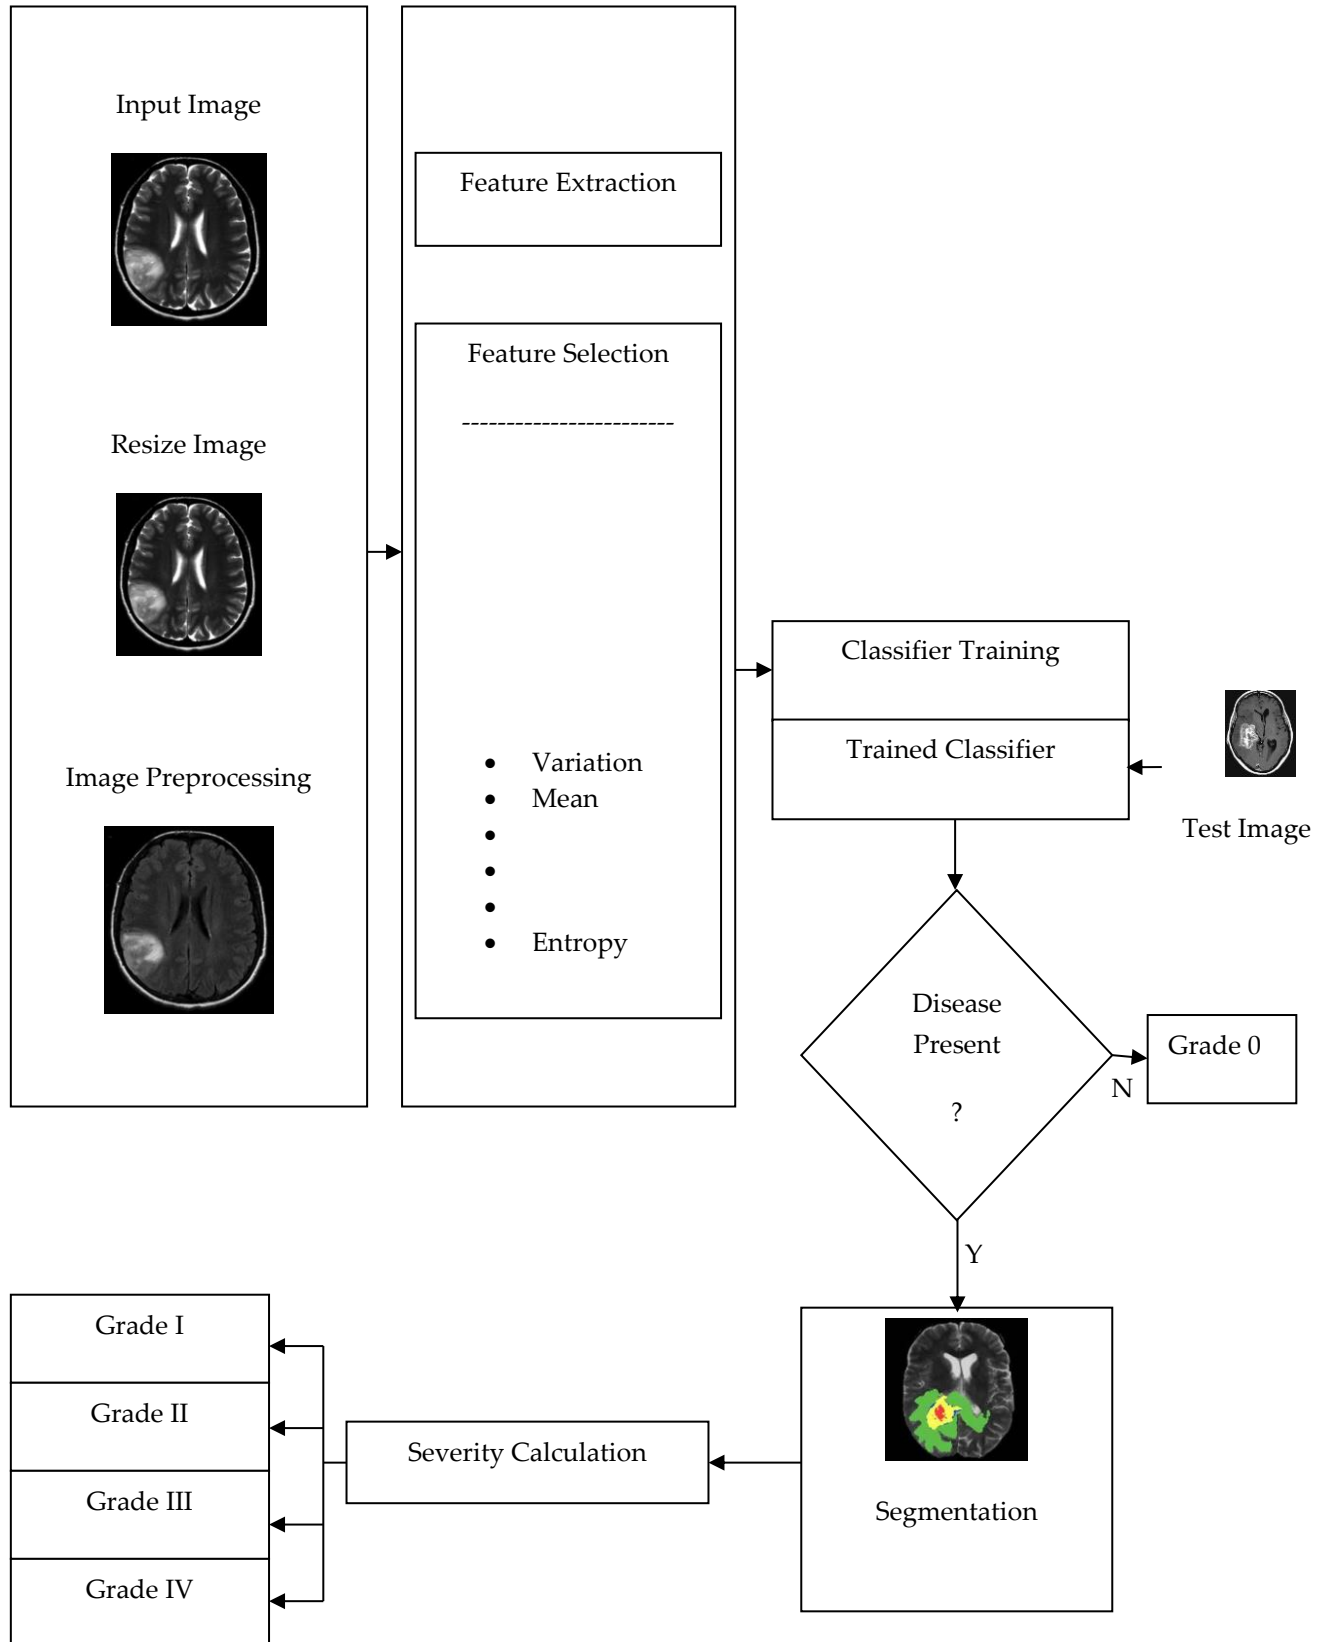 Input Image
Resize Image
Image Preprocessing
Feature Extraction
Feature Selection
------------------------
• Variation
• Mean
•
•
•
• Entropy
Classifier Training
Trained Classifier
Test Image
Disease
Present
?
N
Grade 0
Y
Segmentation
Severity Calculation
Grade I
Grade II
Grade III
Grade IV